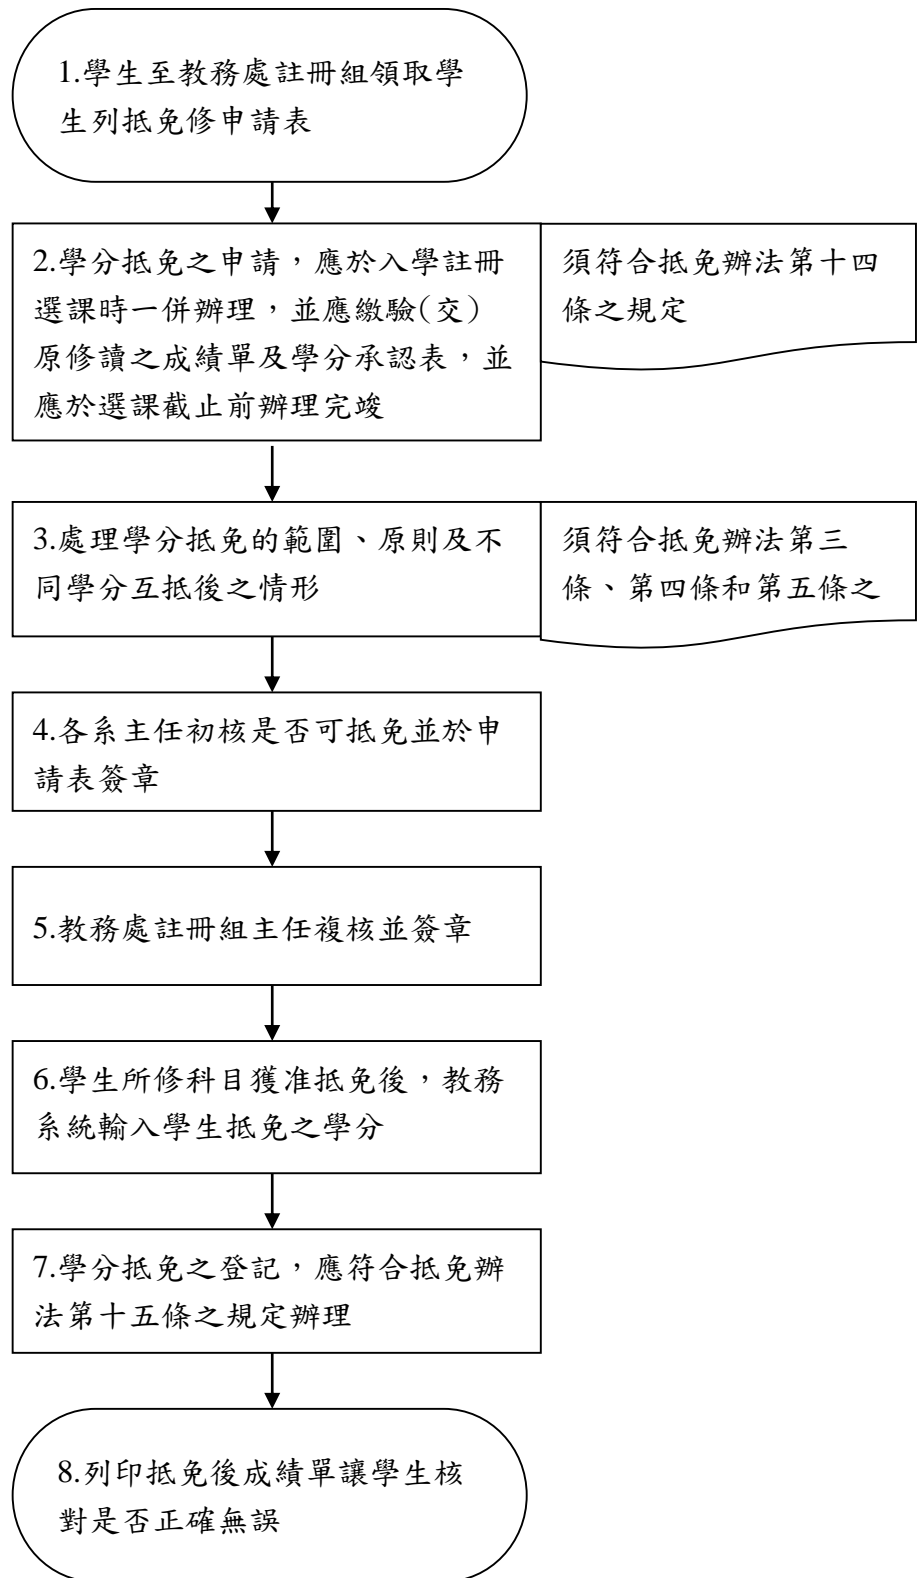 1.學生至教務處註冊組領取學
生列抵免修申請表
2.學分抵免之申請，應於入學註冊
選課時一併辦理，並應繳驗(交)
原修讀之成績單及學分承認表，並
應於選課截止前辦理完竣
須符合抵免辦法第十四
條之規定
3.處理學分抵免的範圍、原則及不
同學分互抵後之情形
須符合抵免辦法第三
條、第四條和第五條之
4.各系主任初核是否可抵免並於申
請表簽章
5.教務處註冊組主任複核並簽章
6.學生所修科目獲准抵免後，教務
系統輸入學生抵免之學分
7.學分抵免之登記，應符合抵免辦
法第十五條之規定辦理
8.列印抵免後成績單讓學生核
對是否正確無誤